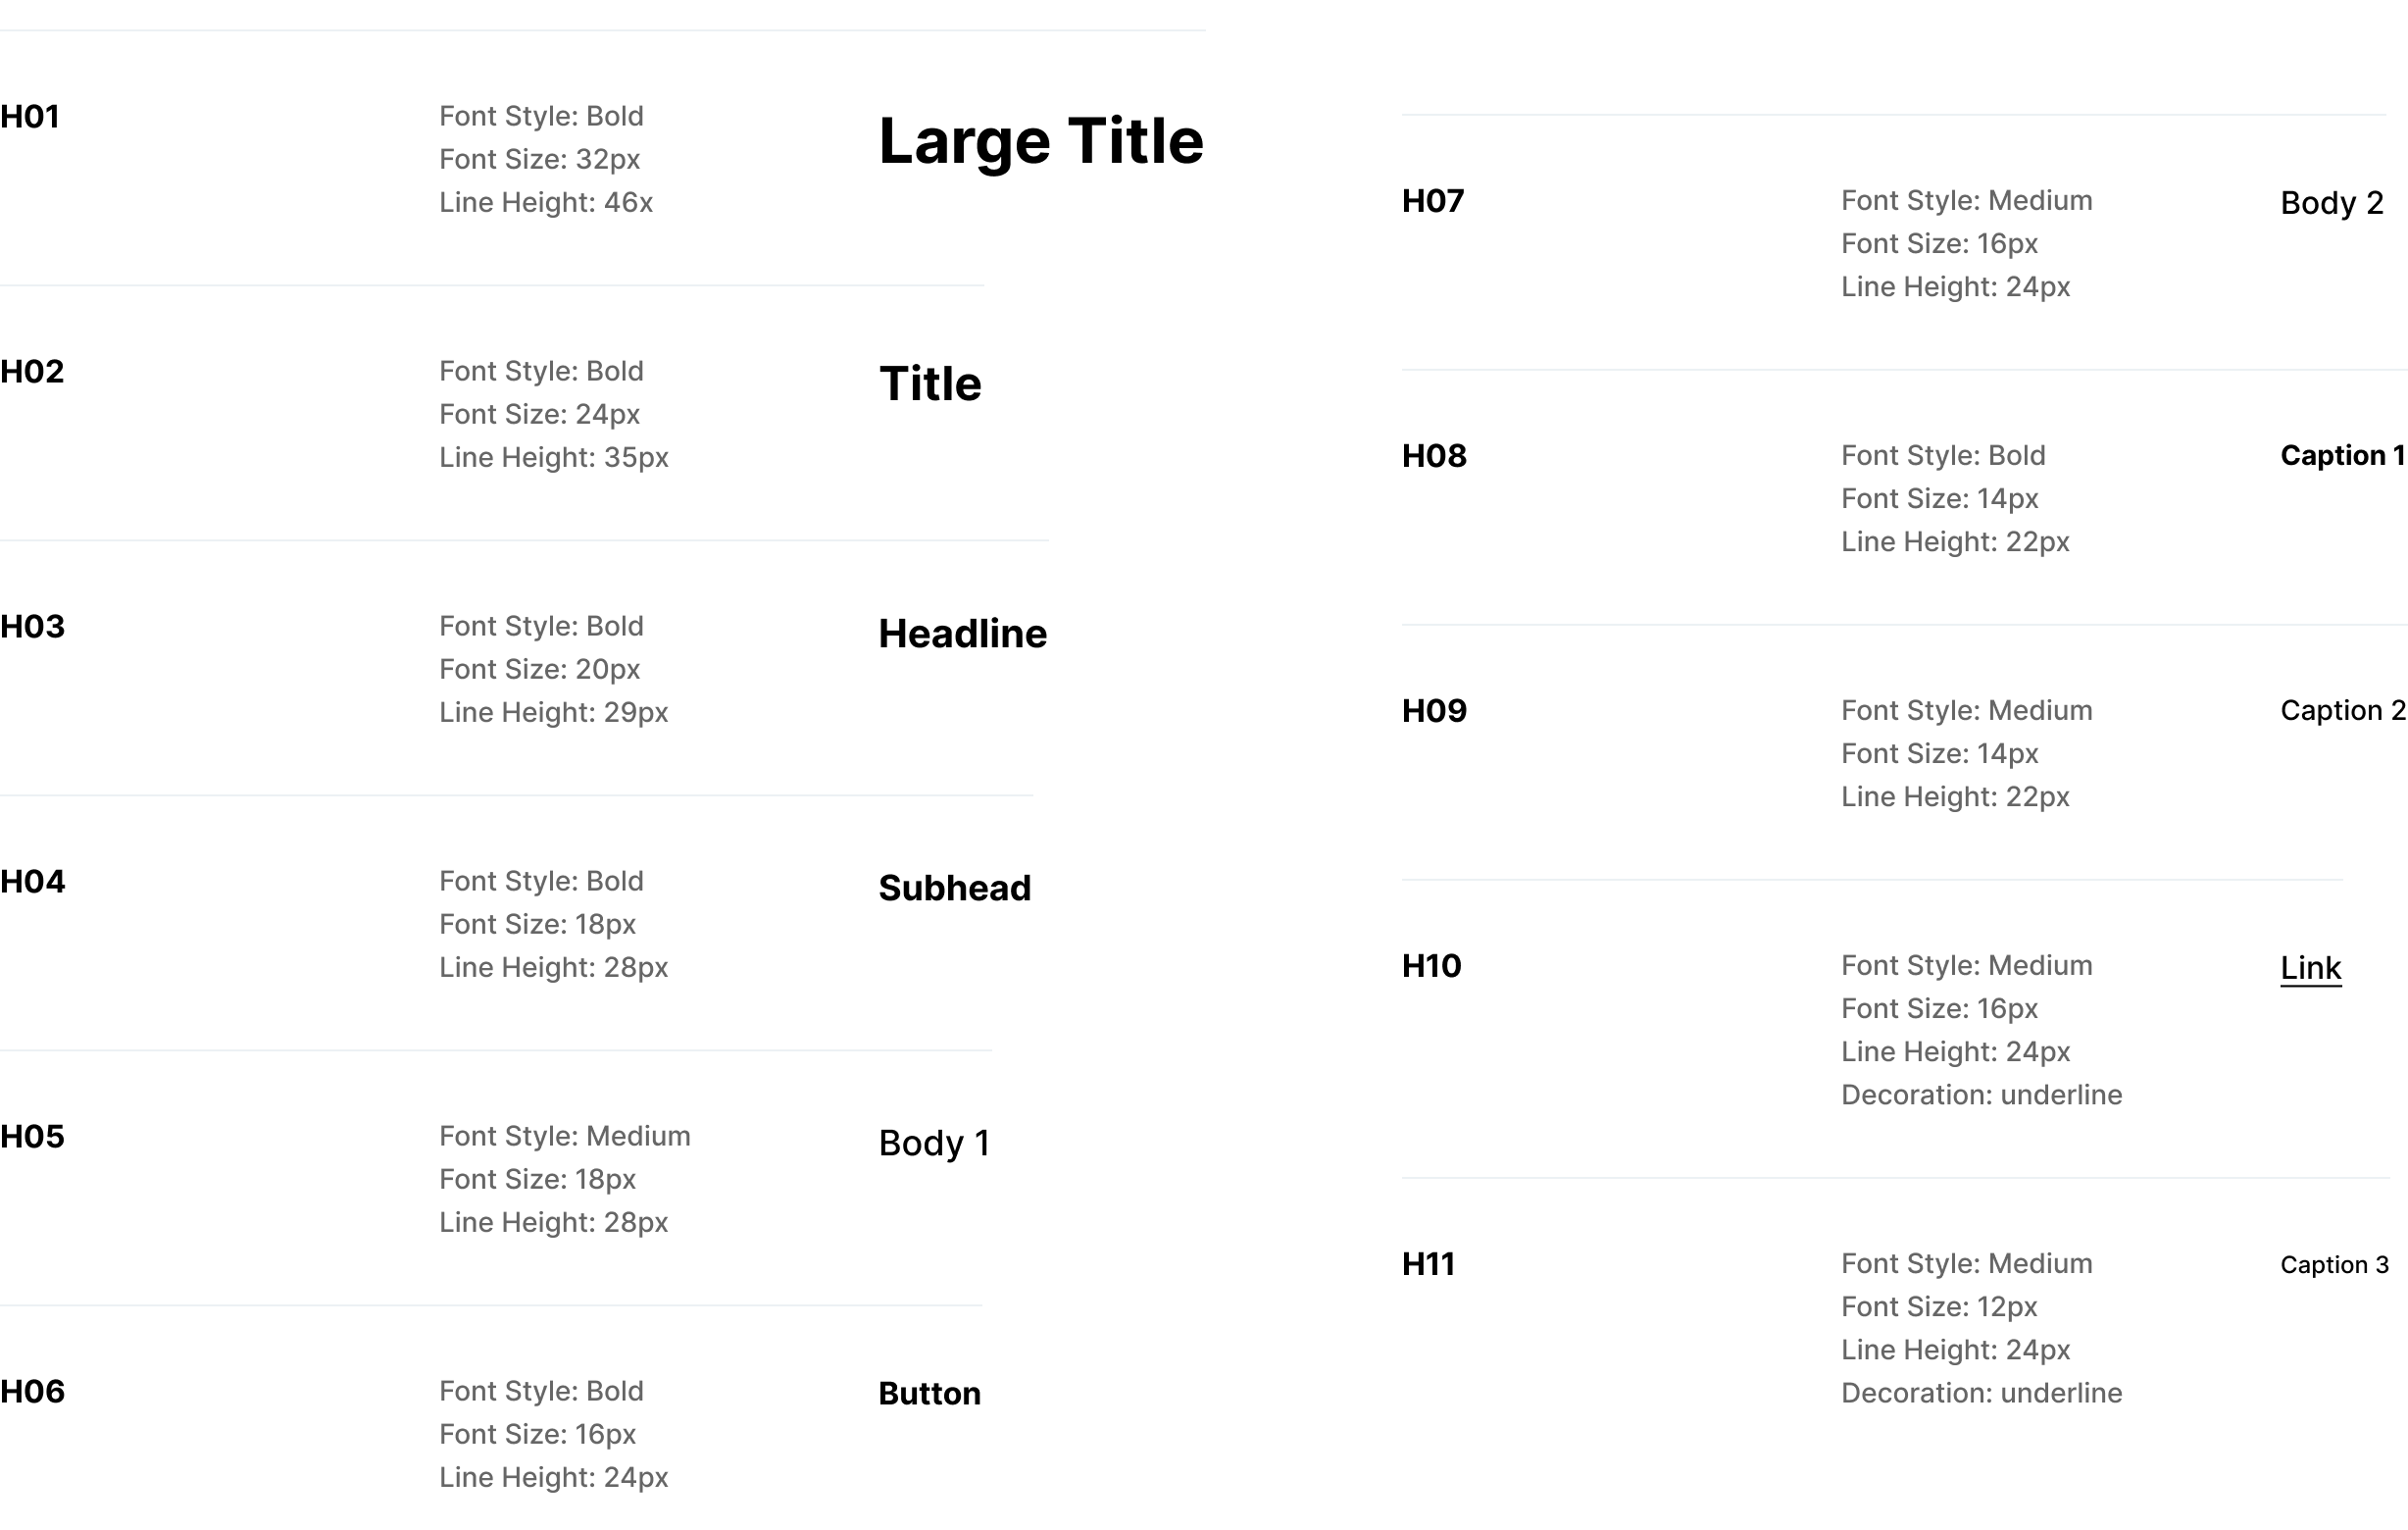 H01
Font Style: Bold
Font Size: 32px
Line Height: 46x
Large Title
H02
Font Style: Bold
Font Size: 24px
Line Height: 35px
Title
H03
Font Style: Bold
Font Size: 20px
Line Height: 29px
Headline
H04
Font Style: Bold
Font Size: 18px
Line Height: 28px
Subhead
H05
Font Style: Medium
Font Size: 18px
Line Height: 28px
Body 1
H06
Font Style: Bold
Font Size: 16px
Line Height: 24px
Button
H07
Font Style: Medium
Font Size: 16px
Line Height: 24px
Body 2
H08
Font Style: Bold
Font Size: 14px
Line Height: 22px
Caption 1
H09
Font Style: Medium
Font Size: 14px
Line Height: 22px
Caption 2
H10
Font Style: Medium
Font Size: 16px
Line Height: 24px
Decoration: underline
Link
H11
Font Style: Medium
Font Size: 12px
Line Height: 24px
Decoration: underline
Caption 3